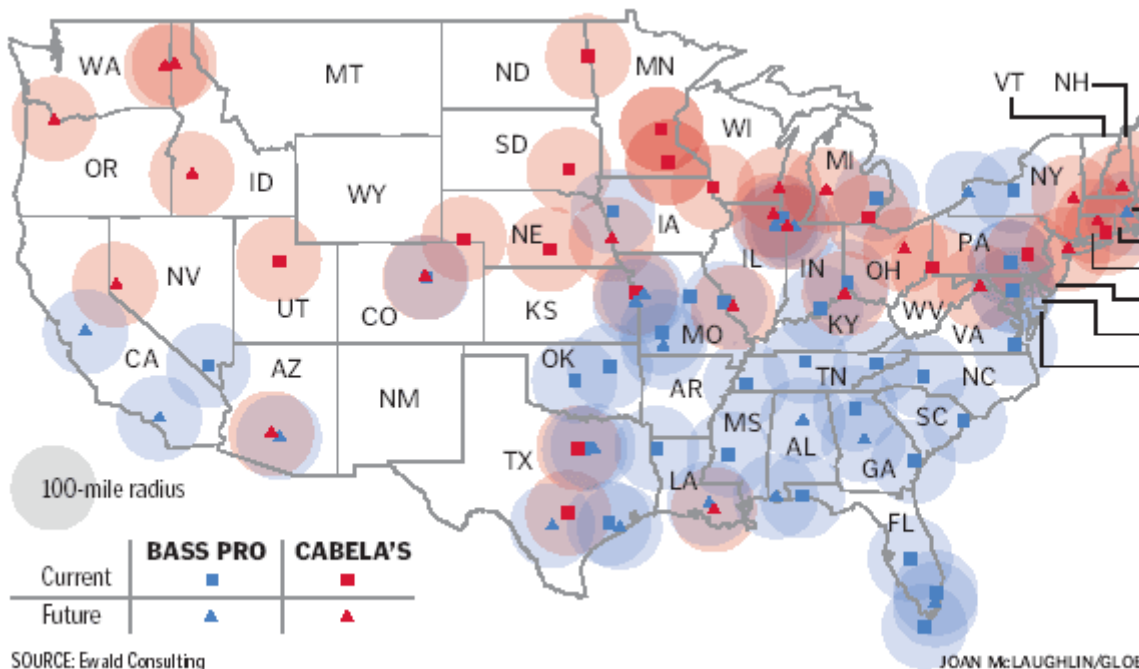 WA
MT
ND
MN
VT
NH
OR
ID
SD
WI
MI
NY
WY
IA
NE
PA
NV
UT
CO
KS
IL
IN
OH
MO
KY
WV
VA
CA
AZ
NM
OK
AR
TN
NC
TX
LA
MS
AL
GA
SC
FL
100-mile radius
BASS PRO CABELA'S
Current
Future
SOURCE: Ewald Consulting
JOAN McLAUGHLIN/GLOB